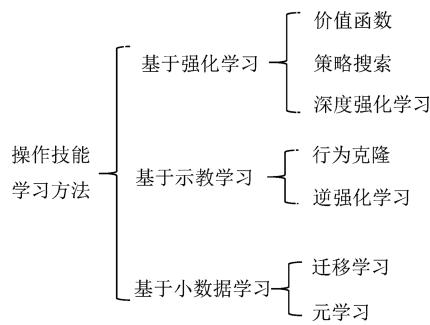 操作技能
学习方法
基于强化学习
价值函数
策略搜索
深度强化学习
基于示教学习
行为克隆
逆强化学习
基于小数据学习
迁移学习
元学习